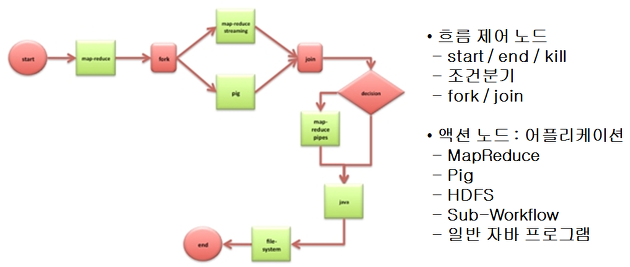 start
map-reduce
fork
map-reduce
streaming
pig
join
decision
map-
reduce
pipes
java
file-
system
end
• 흐름 제어 노드
– start / end / kill
– 조건분기
– fork / join
• 액션 노드 : 어플리케이션
– MapReduce
– Pig
– HDFS
– Sub-Workflow
– 일반 자바 프로그램